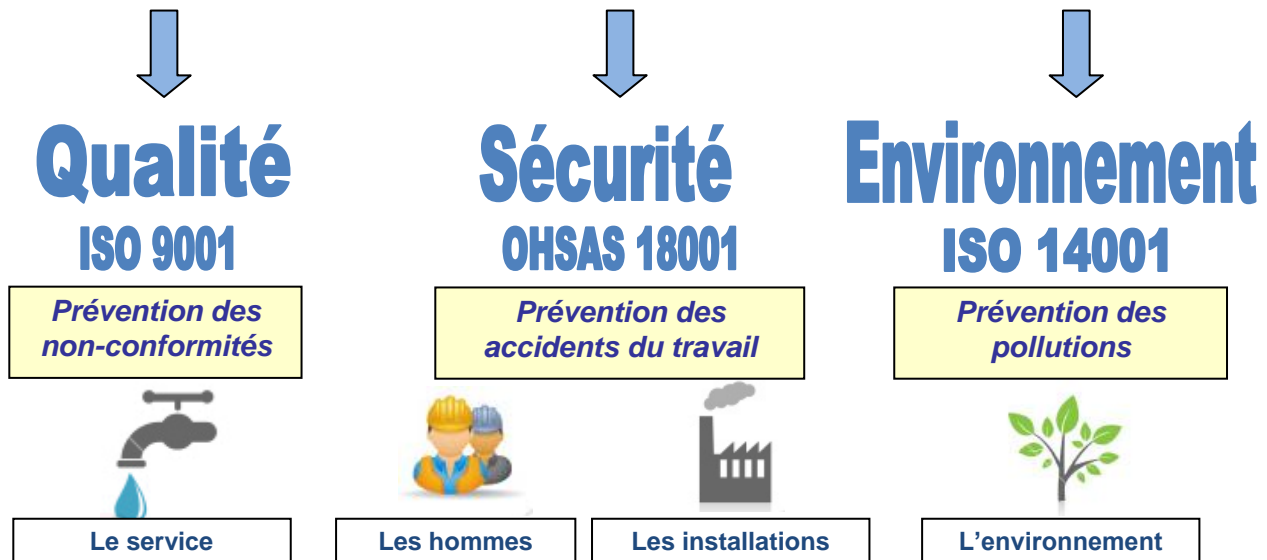 Qualité
ISO 9001
Prévention des
non-conformités
Le service
Sécurité
OHSAS 18001
Prévention des
accidents du travail
Les hommes
Les installations
Environnement
ISO 14001
Prévention des
pollutions
L'environnement